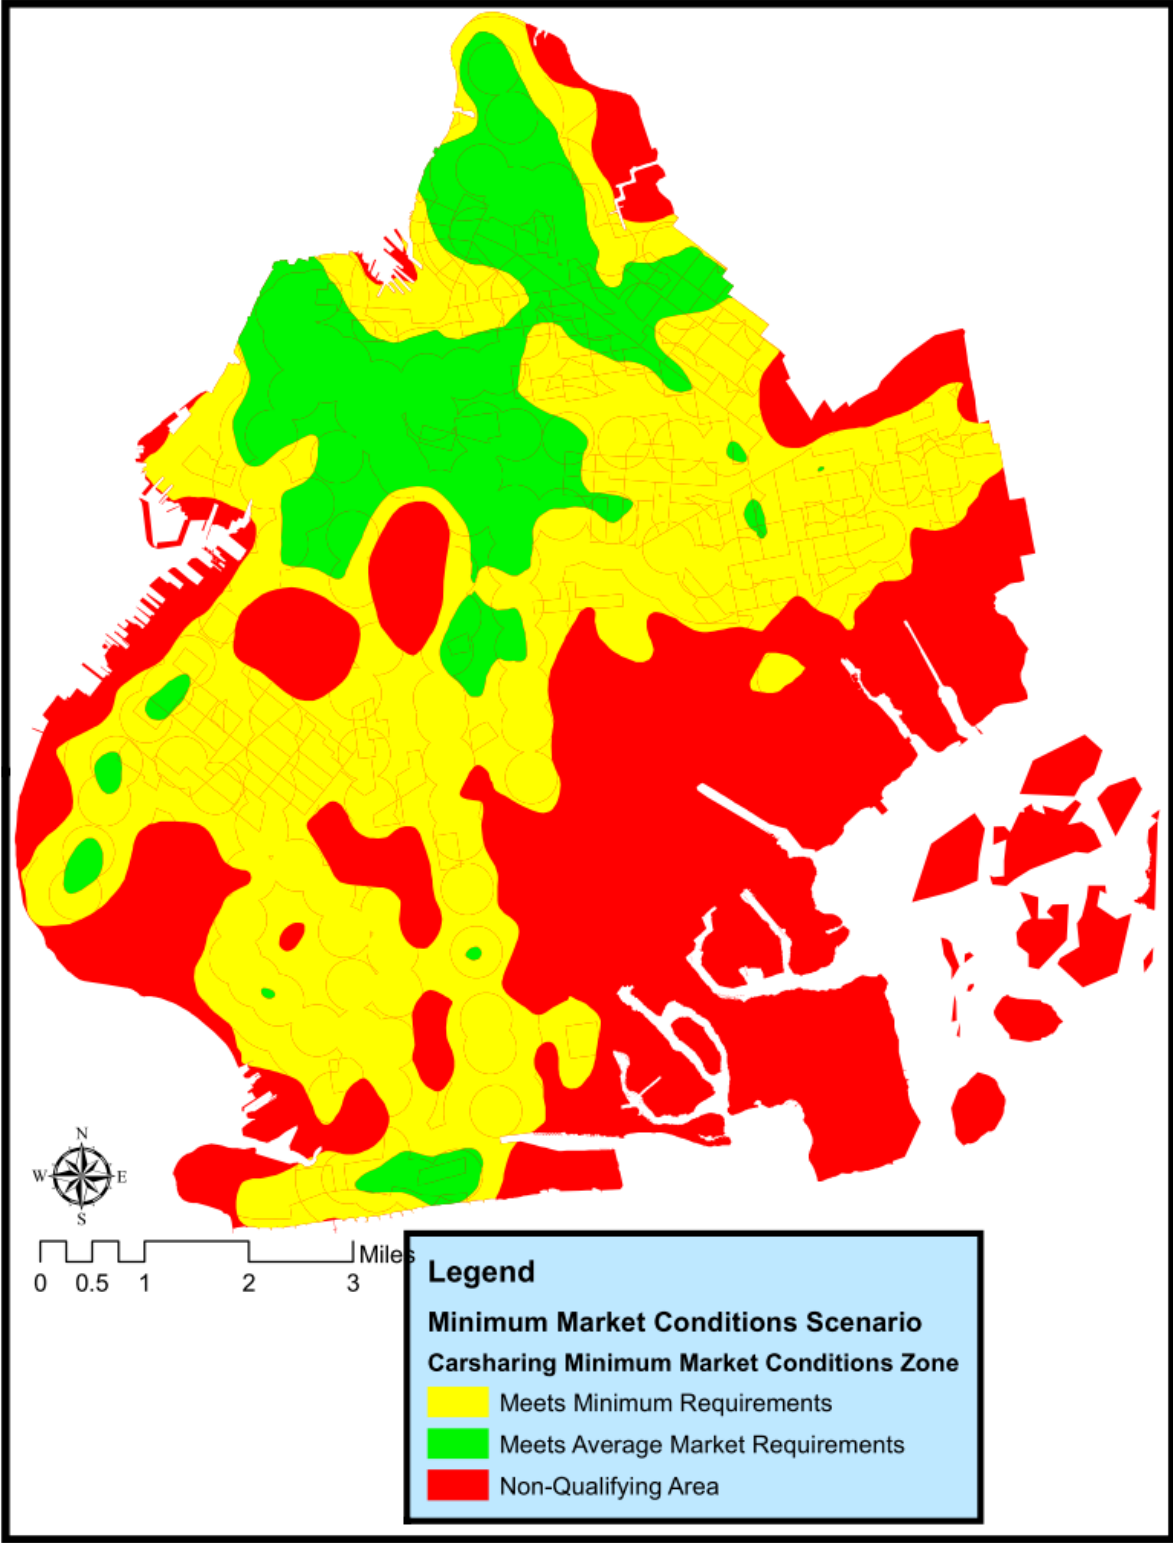 N
W E
S
Miles
0 0.5 1 2 3
Legend
Minimum Market Conditions Scenario
Carsharing Minimum Market Conditions Zone
Meets Minimum Requirements
Meets Average Market Requirements
Non-Qualifying Area